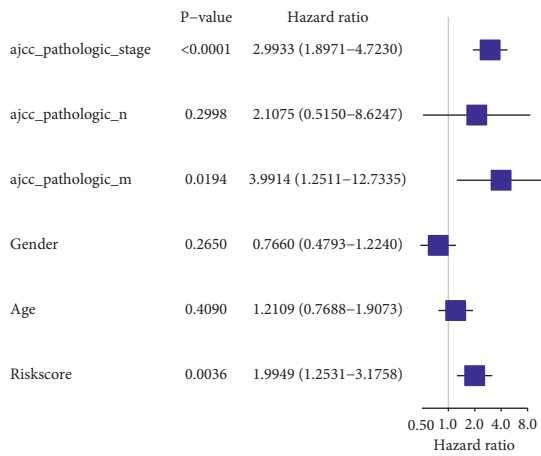 P−value Hazard ratio
ajcc_pathologic_stage <0.0001 2.9933 (1.8971−4.7230)
ajcc_pathologic_n 0.2998 2.1075 (0.5150−8.6247)
ajcc_pathologic_m 0.0194 3.9914 (1.2511−12.7335)
Gender 0.2650 0.7660 (0.4793−1.2240)
Age 0.4090 1.2109 (0.7688−1.9073)
Riskscore 0.0036 1.9949 (1.2531−3.1758)
0.50 1.0 2.0 4.0 8.0
Hazard ratio